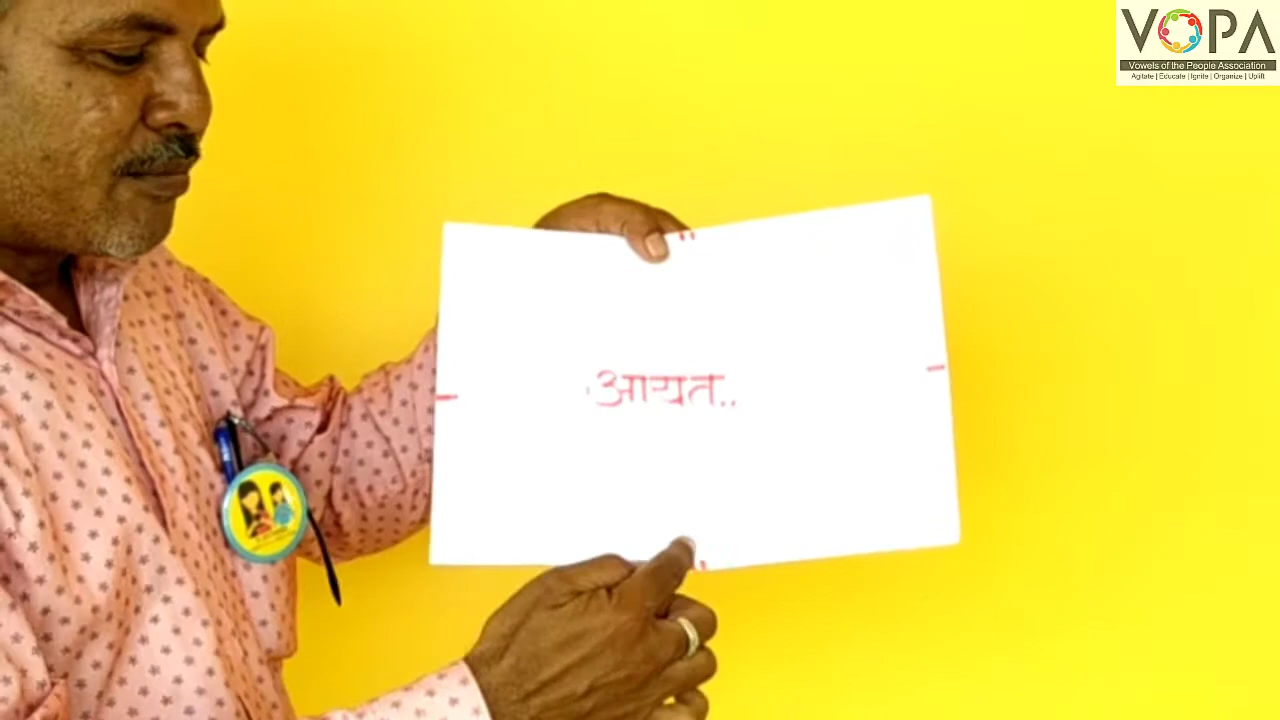 VOPA
Vowels of the People Association
Agitate | Educate | Ignite | Organize | Uplift
आयत..